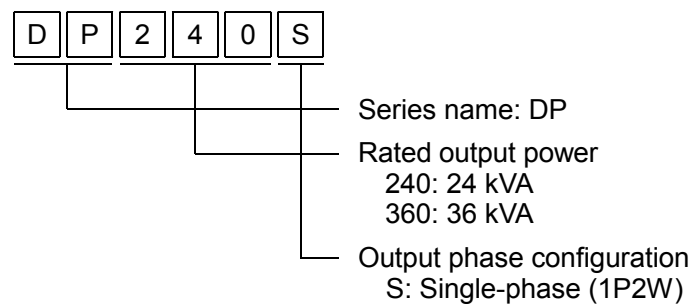 D P 2 4 0 S
Series name: DP
Rated output power
240: 24 kVA
360: 36 kVA
Output phase configuration
S: Single-phase (1P2W)